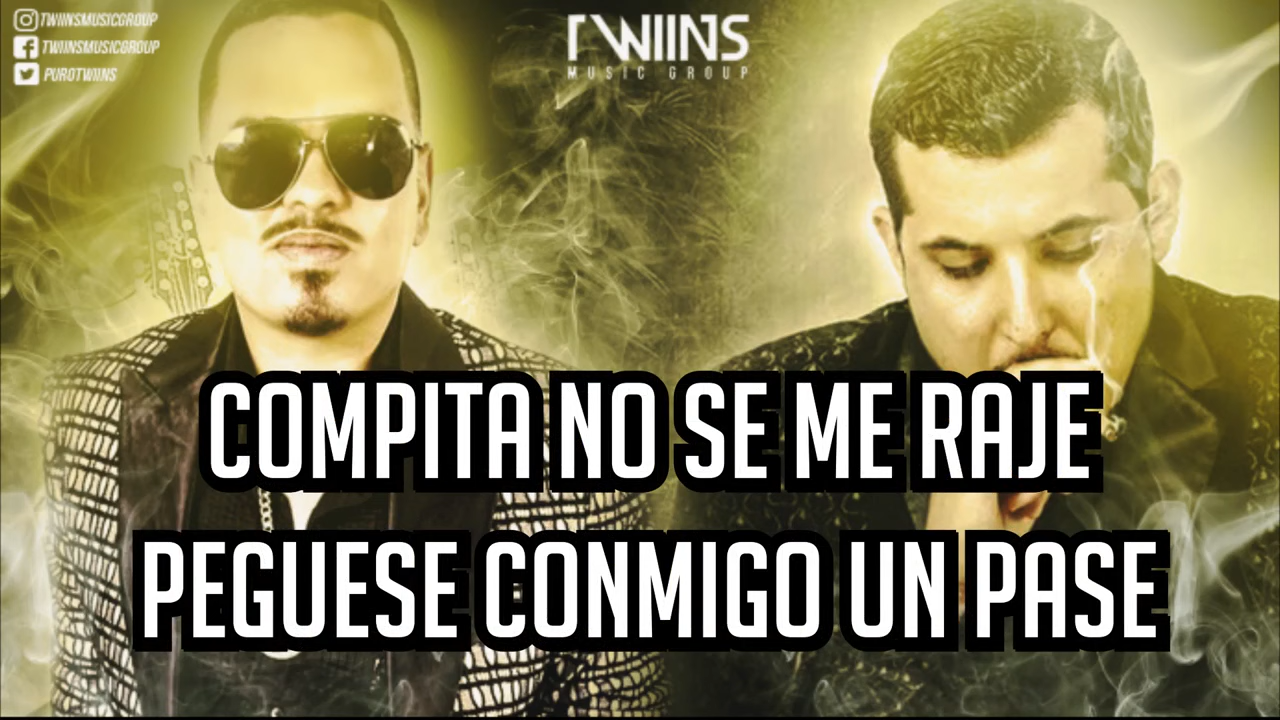 TWIINSMUSICGROUP
TWIINSMUSICGROUP
PUROTWIINS
TWIINS
MUSIC GROUP
COMPITA NO SE ME RAJE
PEGUESE CONMIGO UN PASE